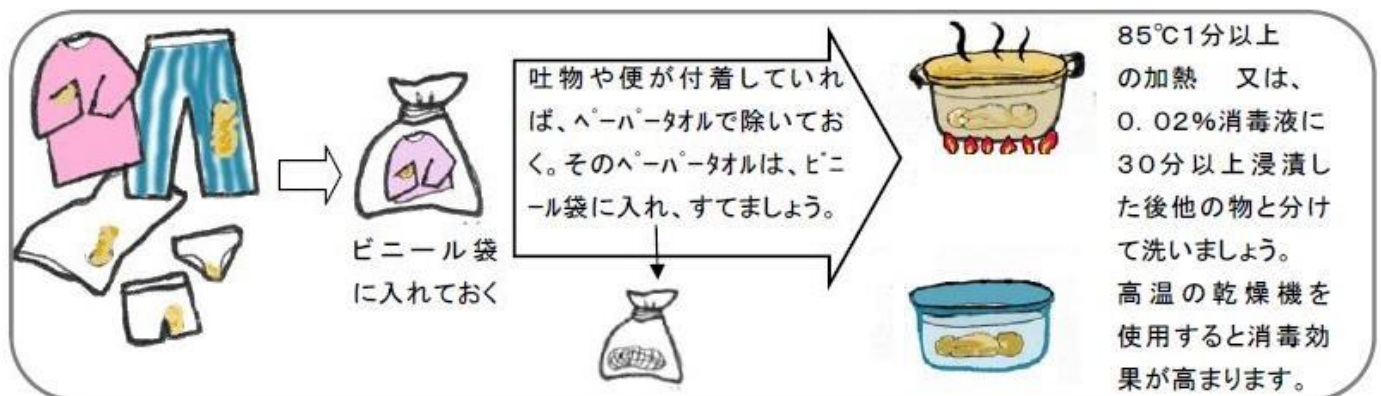 ビニール袋
に入れておく
吐物や便が付着していれ
ば、ﾍﾟｰﾊﾟｰﾀｵﾙで除いてお
く。そのﾍﾟｰﾊﾟｰﾀｵﾙは、ﾋﾞﾆ
ｰﾙ袋に入れ、すてましょう。
85℃1分以上
の加熱　又は、
0．02%消毒液に
30分以上浸漬し
た後他の物と分け
て洗いましょう。
高温の乾燥機を
使用すると消毒効
果が高まります。